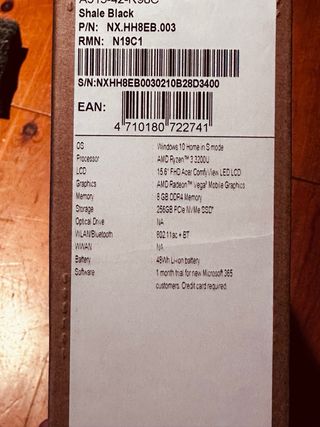 Shale Black
P/N: NX.HH8EB.003
RMN: N19C1
S/N:NXHH8EB0030210B28D3400
EAN:
4 710180 722741
OS Windows 10 Home in S mode
Processor AMD Ryzen™ 3 3200U
LCD 15.6" FHD Acer ComfyView LED LCD
Graphics AMD Radeon™ Vega³ Mobile Graphics
Memory 8 GB DDR4 Memory
Storage 256GB PCIe NVMe SSD*
Optical Drive NA
WLAN/Bluetooth 802.11ac + BT
WWAN NA
Battery 48Wh Li-ion battery
Software 1 month trial for new Microsoft 365
customers. Credit card required.